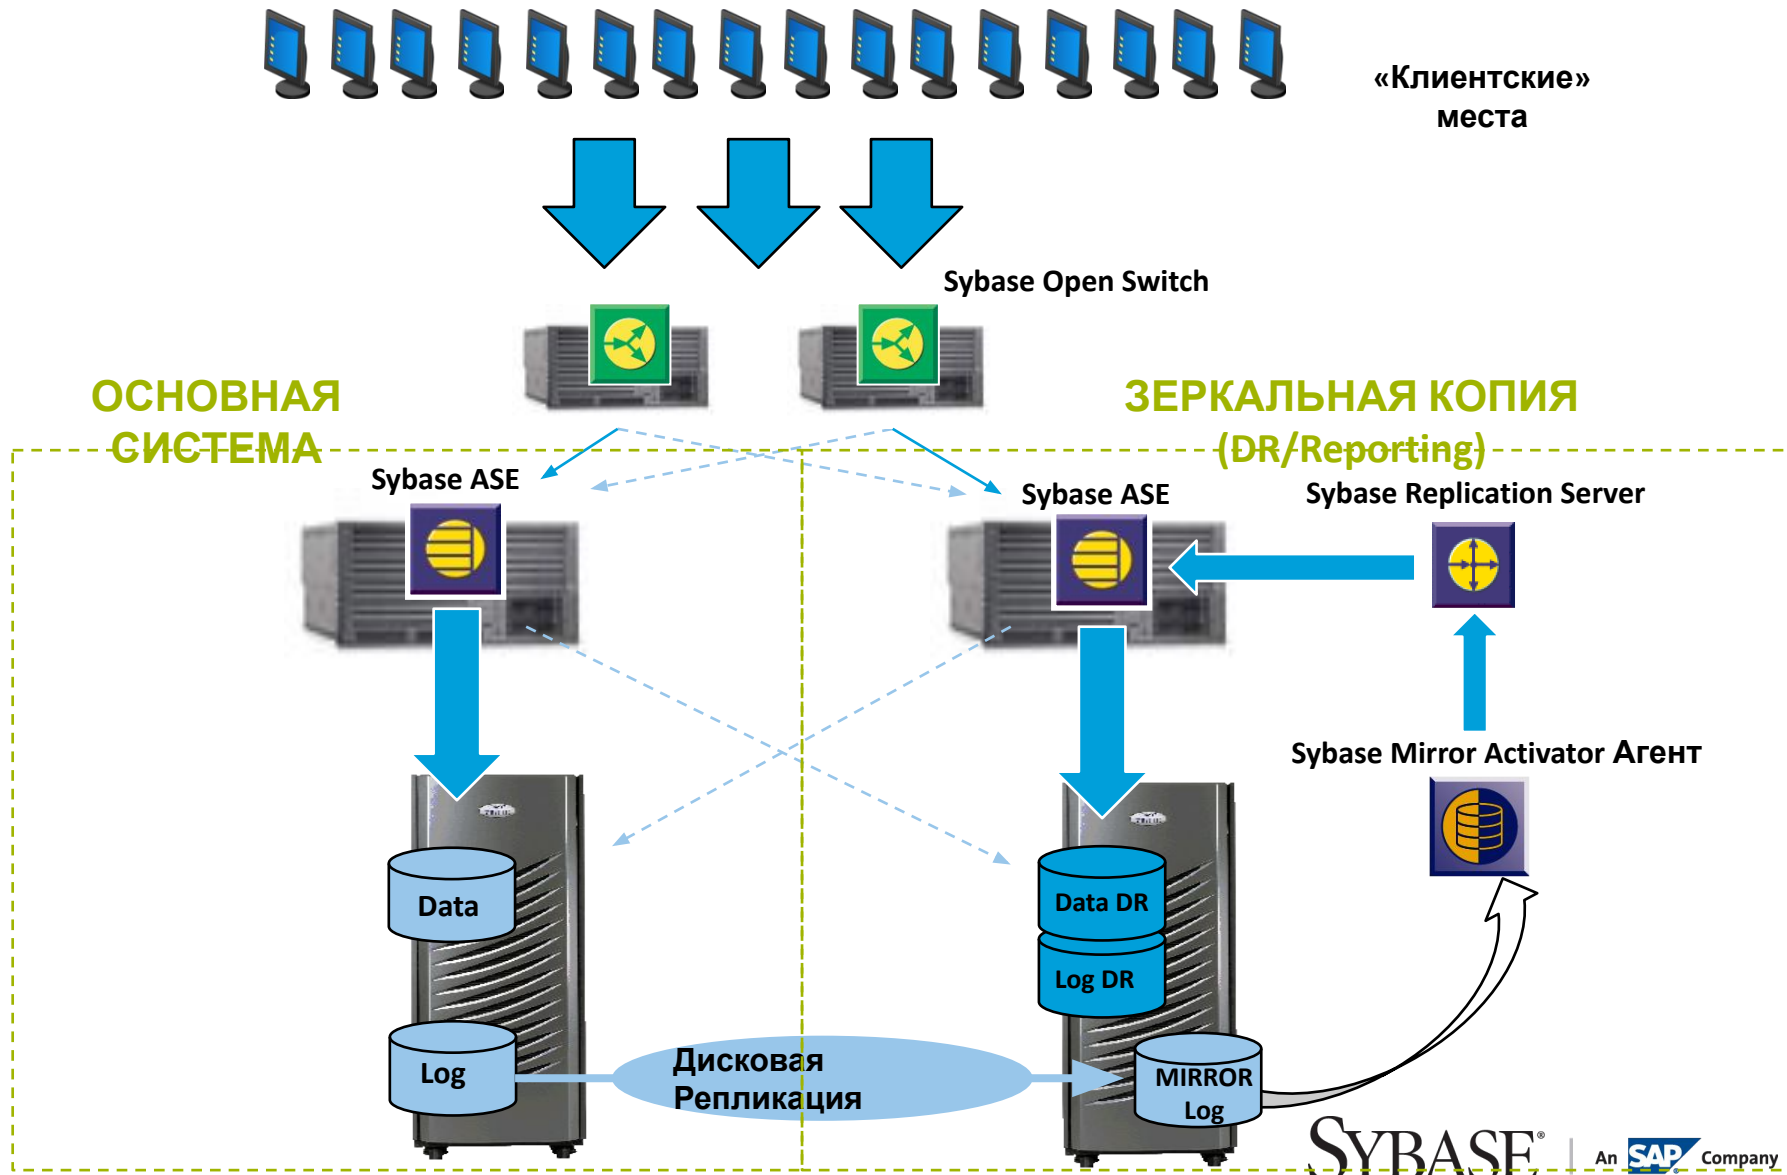 «Клиентские»
места
Sybase Open Switch
ОСНОВНАЯ
СИСТЕМА
ЗЕРКАЛЬНАЯ КОПИЯ
(DR/Reporting)
Sybase ASE
Sybase ASE
Sybase Replication Server
Sybase Mirror Activator Агент
Data
Data DR
Log DR
Log
Дисковая
Репликация
MIRROR
Log
SYBASE®
An SAP Company